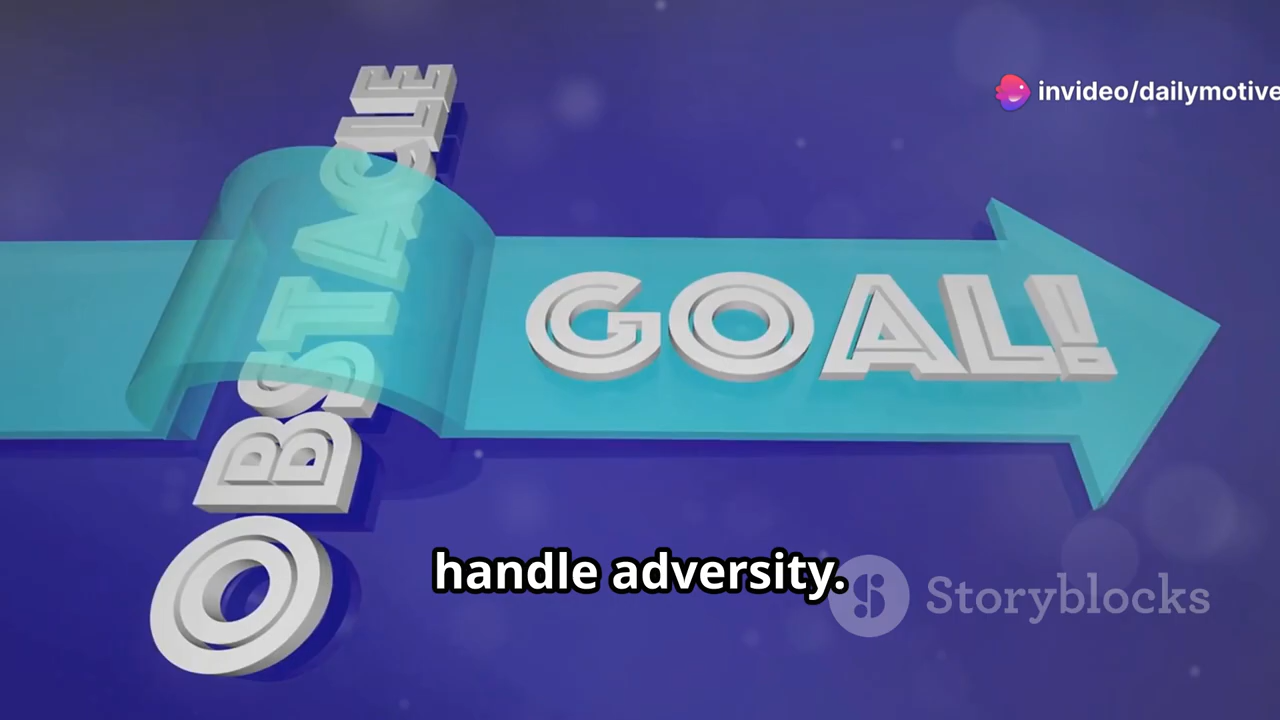 invideo/dailymotive
OBSTACLE
GOAL!
handle adversity.
Storyblocks